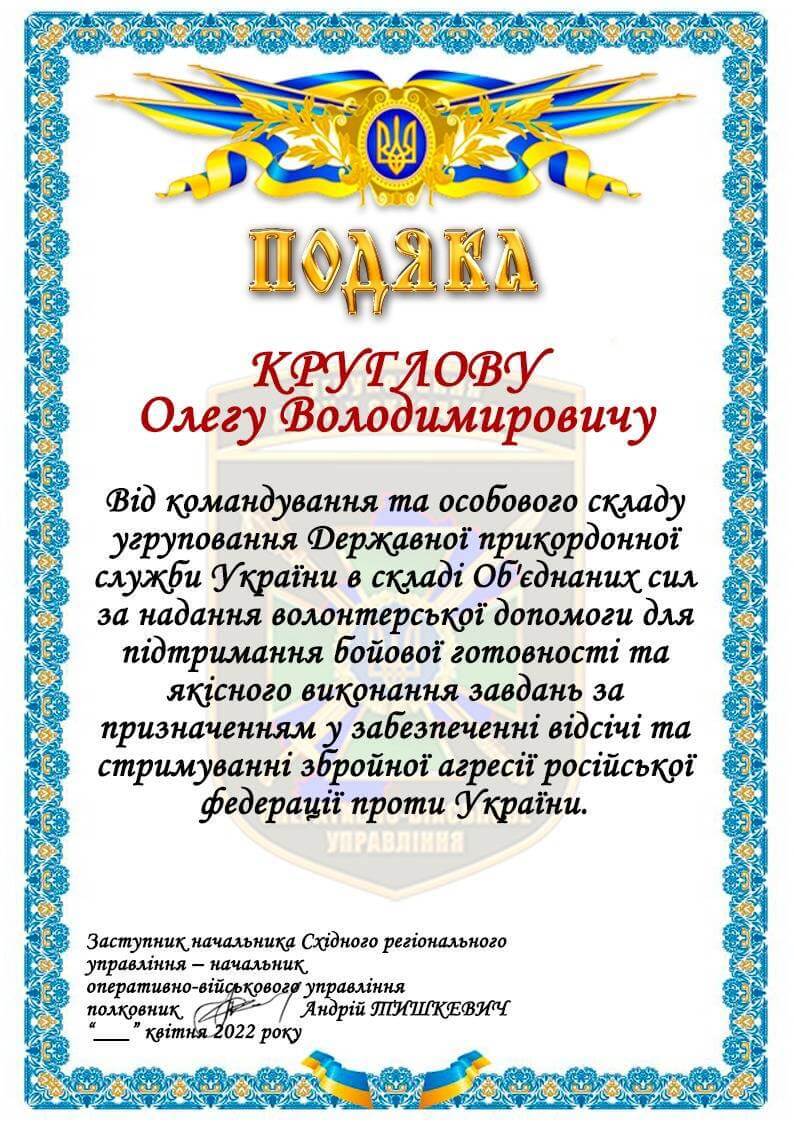 ПОДЯКА
КРУГЛОВУ
Олегу Володимировичу
Від командування та особового складу
угруповання Державної прикордонної
служби України в складі Об'єднаних сил
за надання волонтерської допомоги для
підтримання бойової готовності та
якісного виконання завдань за
призначенням у забезпеченні відсічі та
стримуванні збройної агресії російської
федерації проти України.
УПРАВЛІННЯ
Заступник начальника Східного регіонального
управління – начальник
оперативно-військового управління
полковник Андрій ТИШКЕВИЧ
“___” квітня 2022 року